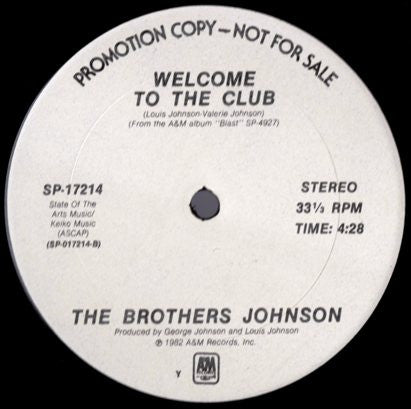 PROMOTION COPY—NOT FOR SALE
WELCOME
TO THE CLUB
(Louis Johnson-Valerie Johnson)
(From the A&M album "Blast" SP-4927)
SP-17214
State Of The
Arts Music/
Keiko Music
(ASCAP)
(SP-017214-B)
STEREO
33⅓ RPM
TIME: 4:28
THE BROTHERS JOHNSON
Produced by George Johnson and Louis Johnson
℗ 1982 A&M Records, Inc.
Y
A&M
RECORDS